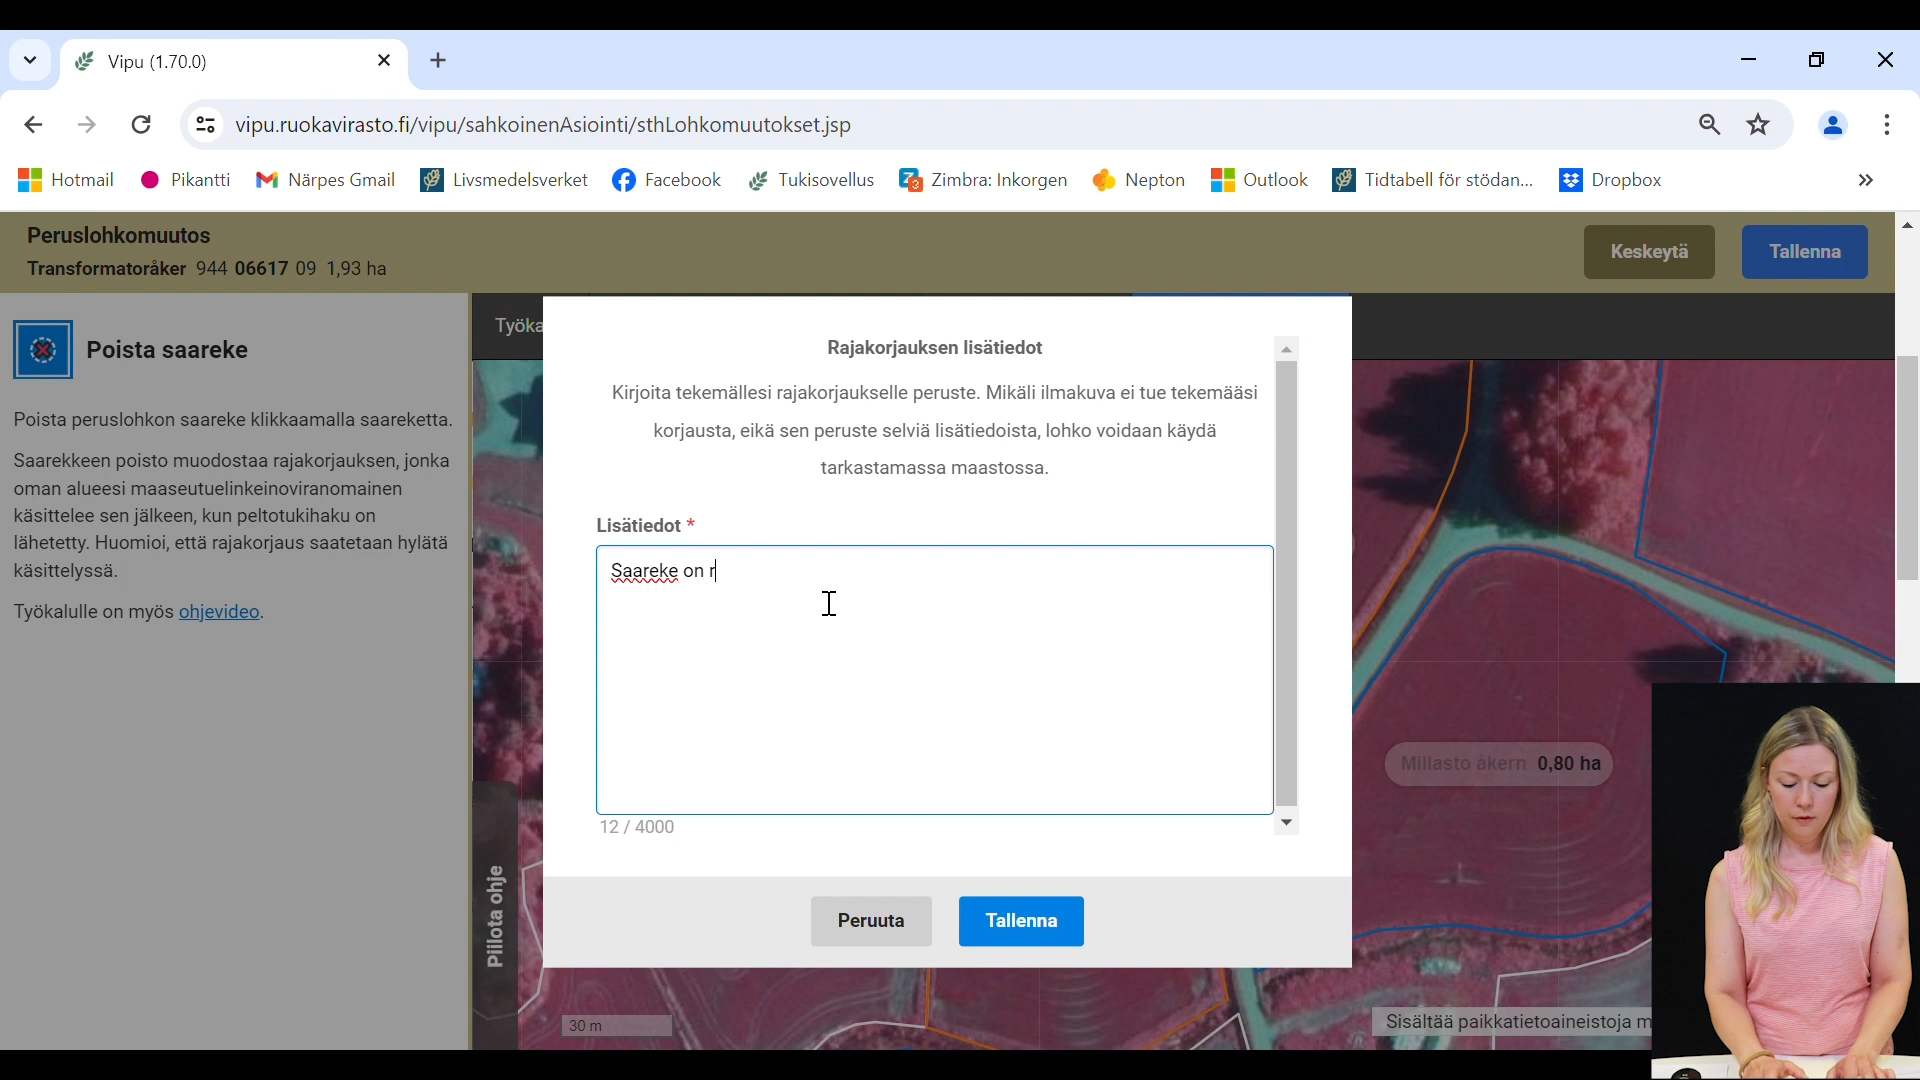 Vipu (1.70.0)
vipu.ruokavirasto.fi/vipu/sahkoinenAsiointi/sthLohkomuutokset.jsp
Hotmail Pikantti Närpes Gmail Livsmedelsverket Facebook Tukisovellus Zimbra: Inkorgen Nepton Outlook Tidtabell för stödan... Dropbox
Peruslohkomuutos
Transformatoråker 944 06617 09 1,93 ha
Keskeytä
Tallenna
Poista saareke
Poista peruslohkon saareke klikkaamalla saareketta.
Saarekkeen poisto muodostaa rajakorjauksen, jonka
oman alueesi maaseutuelinkeinoviranomainen
käsittelee sen jälkeen, kun peltotukihaku on
lähetetty. Huomioi, että rajakorjaus saatetaan hylätä
käsittelyssä.
Työkalulle on myös ohjevideo.
Työka
Piilota ohje
Rajakorjauksen lisätiedot
Kirjoita tekemällesi rajakorjaukselle peruste. Mikäli ilmakuva ei tue tekemääsi
korjausta, eikä sen peruste selviä lisätiedoista, lohko voidaan käydä
tarkastamassa maastossa.
Lisätiedot *
Saareke on r
12 / 4000
Peruuta
Tallenna
Millasto åkern 0,80 ha
30 m
Sisältää paikkatietoaineistoja m